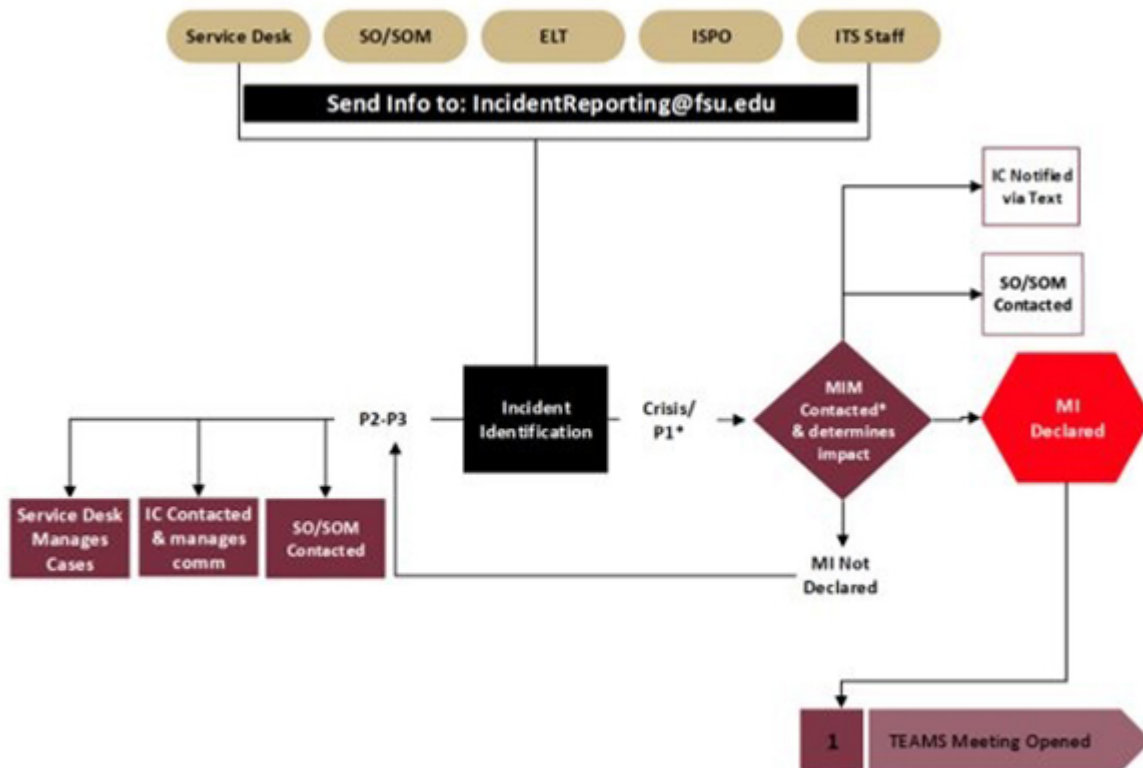 Service Desk
SO/SOM
ELT
ISPO
ITS Staff
Send Info to: IncidentReporting@fsu.edu
IC Notified
via Text
SO/SOM
Contacted
P2-P3
Incident
Identification
Crisis/
P1*
MIM
Contacted*
& determines
impact
MI
Declared
Service Desk
Manages
Cases
IC Contacted
& manages
comm
SO/SOM
Contacted
MI Not
Declared
1
TEAMS Meeting Opened